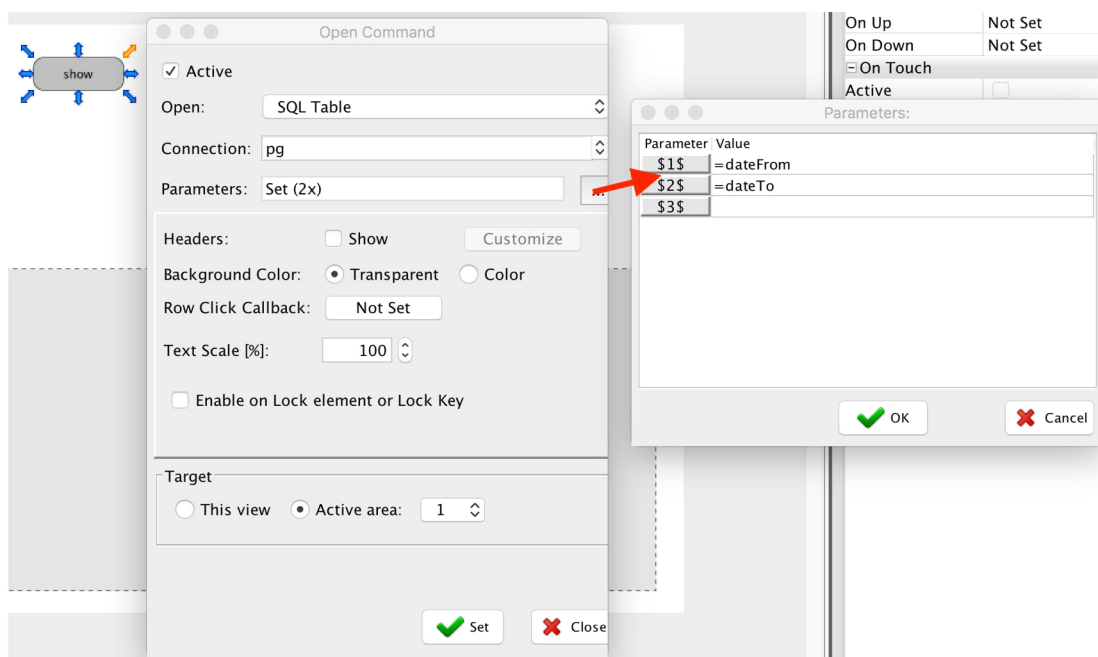 On Up Not Set
On Down Not Set
On Touch
Active
show
Open Command
Active
Open: SQL Table
Connection: pg
Parameters: Set (2x) ...
Headers: Show Customize
Background Color: Transparent Color
Row Click Callback: Not Set
Text Scale [%]: 100
Enable on Lock element or Lock Key
Target
This view Active area: 1
Set Close
Parameters:
Parameter Value
$1$ =dateFrom
$2$ =dateTo
$3$
OK Cancel